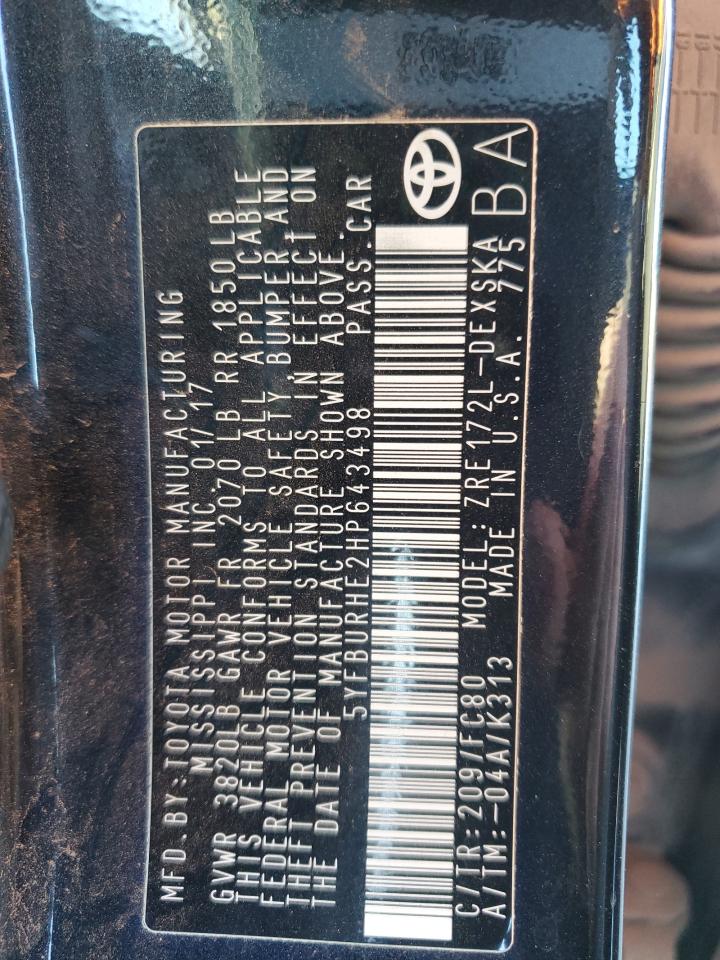 MFD.BY:TOYOTA MOTOR MANUFACTURING
MISSISSIPPI INC. 01/17
GVWR 3820LB GAWR FR 2070 LB RR 1850LB
THIS VEHICLE CONFORMS TO ALL APPLICABLE
FEDERAL MOTOR VEHICLE SAFETY, BUMPER AND
THEFT PREVENTION STANDARDS IN EFFECT ON
THE DATE OF MANUFACTURE SHOWN ABOVE.
5YFBURHE2HP643498 PASS.CAR
C/TR:209/FC80 MODEL:ZRE172L-DEXSKA
A/TM:-04A/K313 MADE IN U.S.A. 775 BA